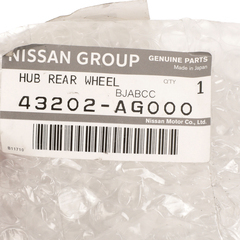 NISSAN GROUP GENUINE PARTS
Made in Japan
HUB REAR WHEEL QTY
BJABCC 1
43202-AG000
Nissan Motor Co., Ltd.